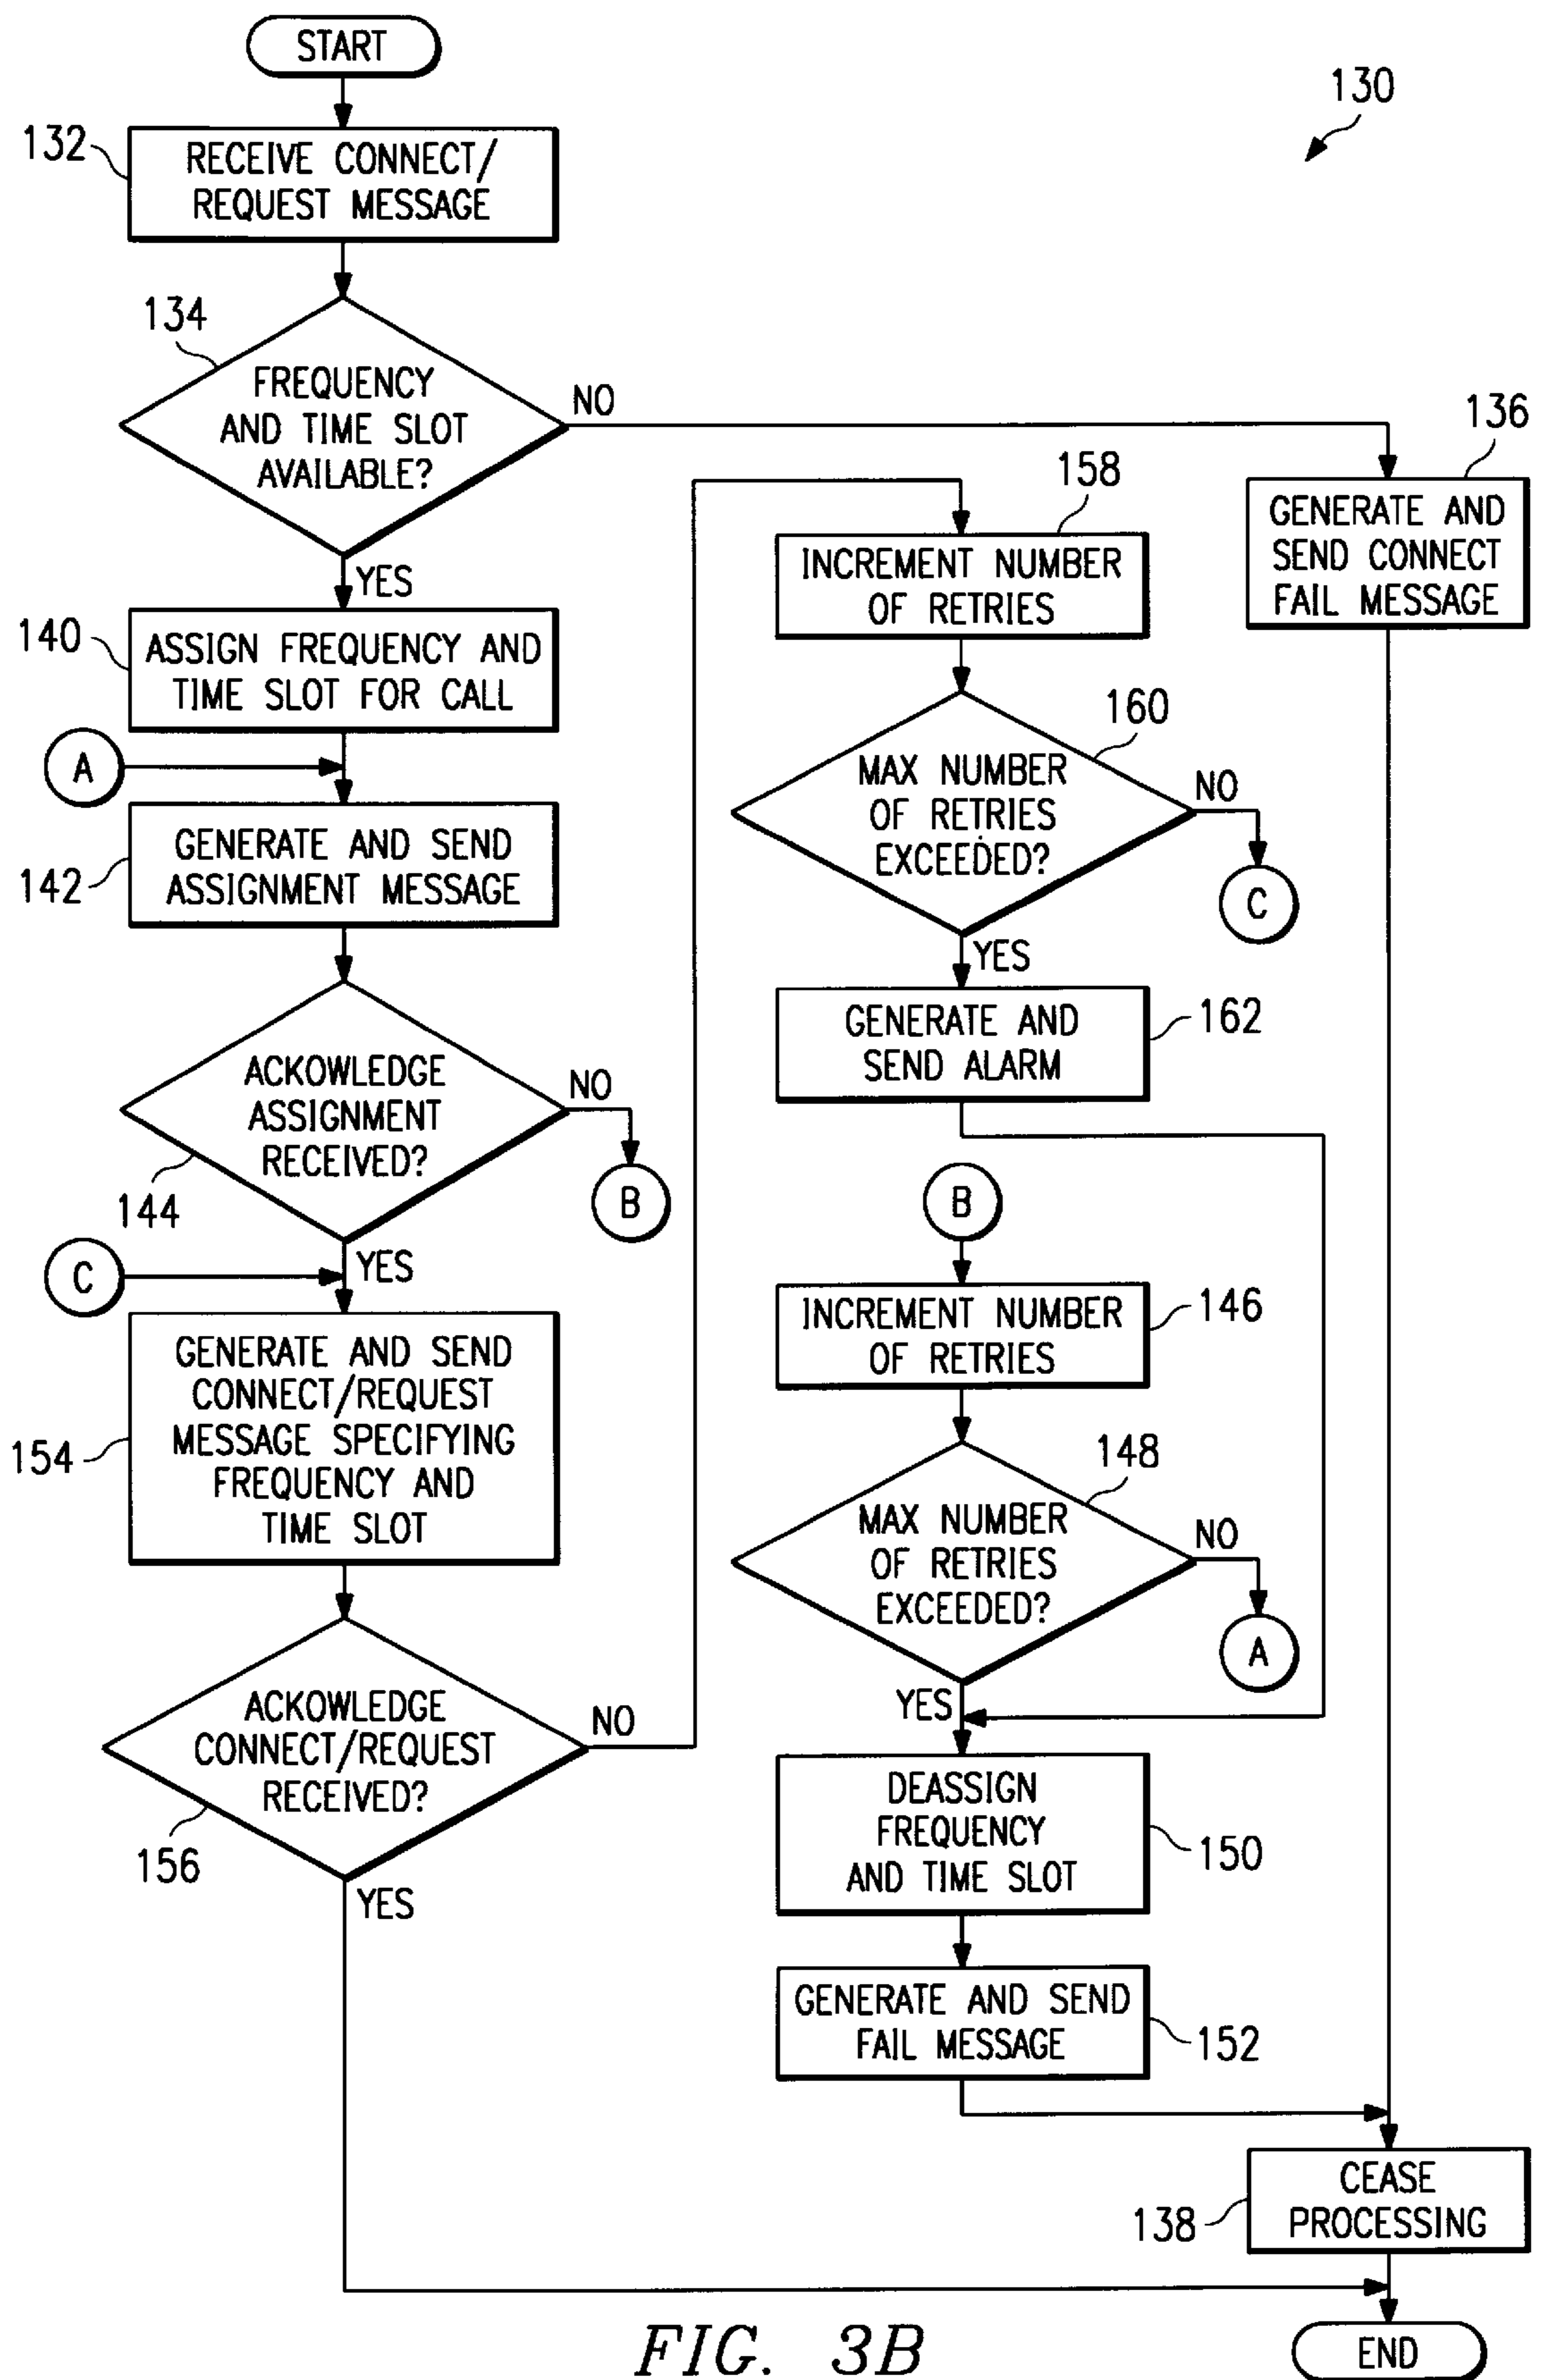 START
130
132
RECEIVE CONNECT/
REQUEST MESSAGE
134
FREQUENCY
AND TIME SLOT
AVAILABLE?
NO
YES
136
GENERATE AND
SEND CONNECT
FAIL MESSAGE
140
ASSIGN FREQUENCY AND
TIME SLOT FOR CALL
A
142
GENERATE AND SEND
ASSIGNMENT MESSAGE
144
ACKOWLEDGE
ASSIGNMENT
RECEIVED?
NO
B
YES
C
154
GENERATE AND SEND
CONNECT/REQUEST
MESSAGE SPECIFYING
FREQUENCY AND
TIME SLOT
156
ACKOWLEDGE
CONNECT/REQUEST
RECEIVED?
NO
YES
158
INCREMENT NUMBER
OF RETRIES
160
MAX NUMBER
OF RETRIES
EXCEEDED?
NO
C
YES
162
GENERATE AND
SEND ALARM
B
146
INCREMENT NUMBER
OF RETRIES
148
MAX NUMBER
OF RETRIES
EXCEEDED?
NO
A
YES
150
DEASSIGN
FREQUENCY
AND TIME SLOT
152
GENERATE AND SEND
FAIL MESSAGE
138
CEASE
PROCESSING
END
FIG. 3B